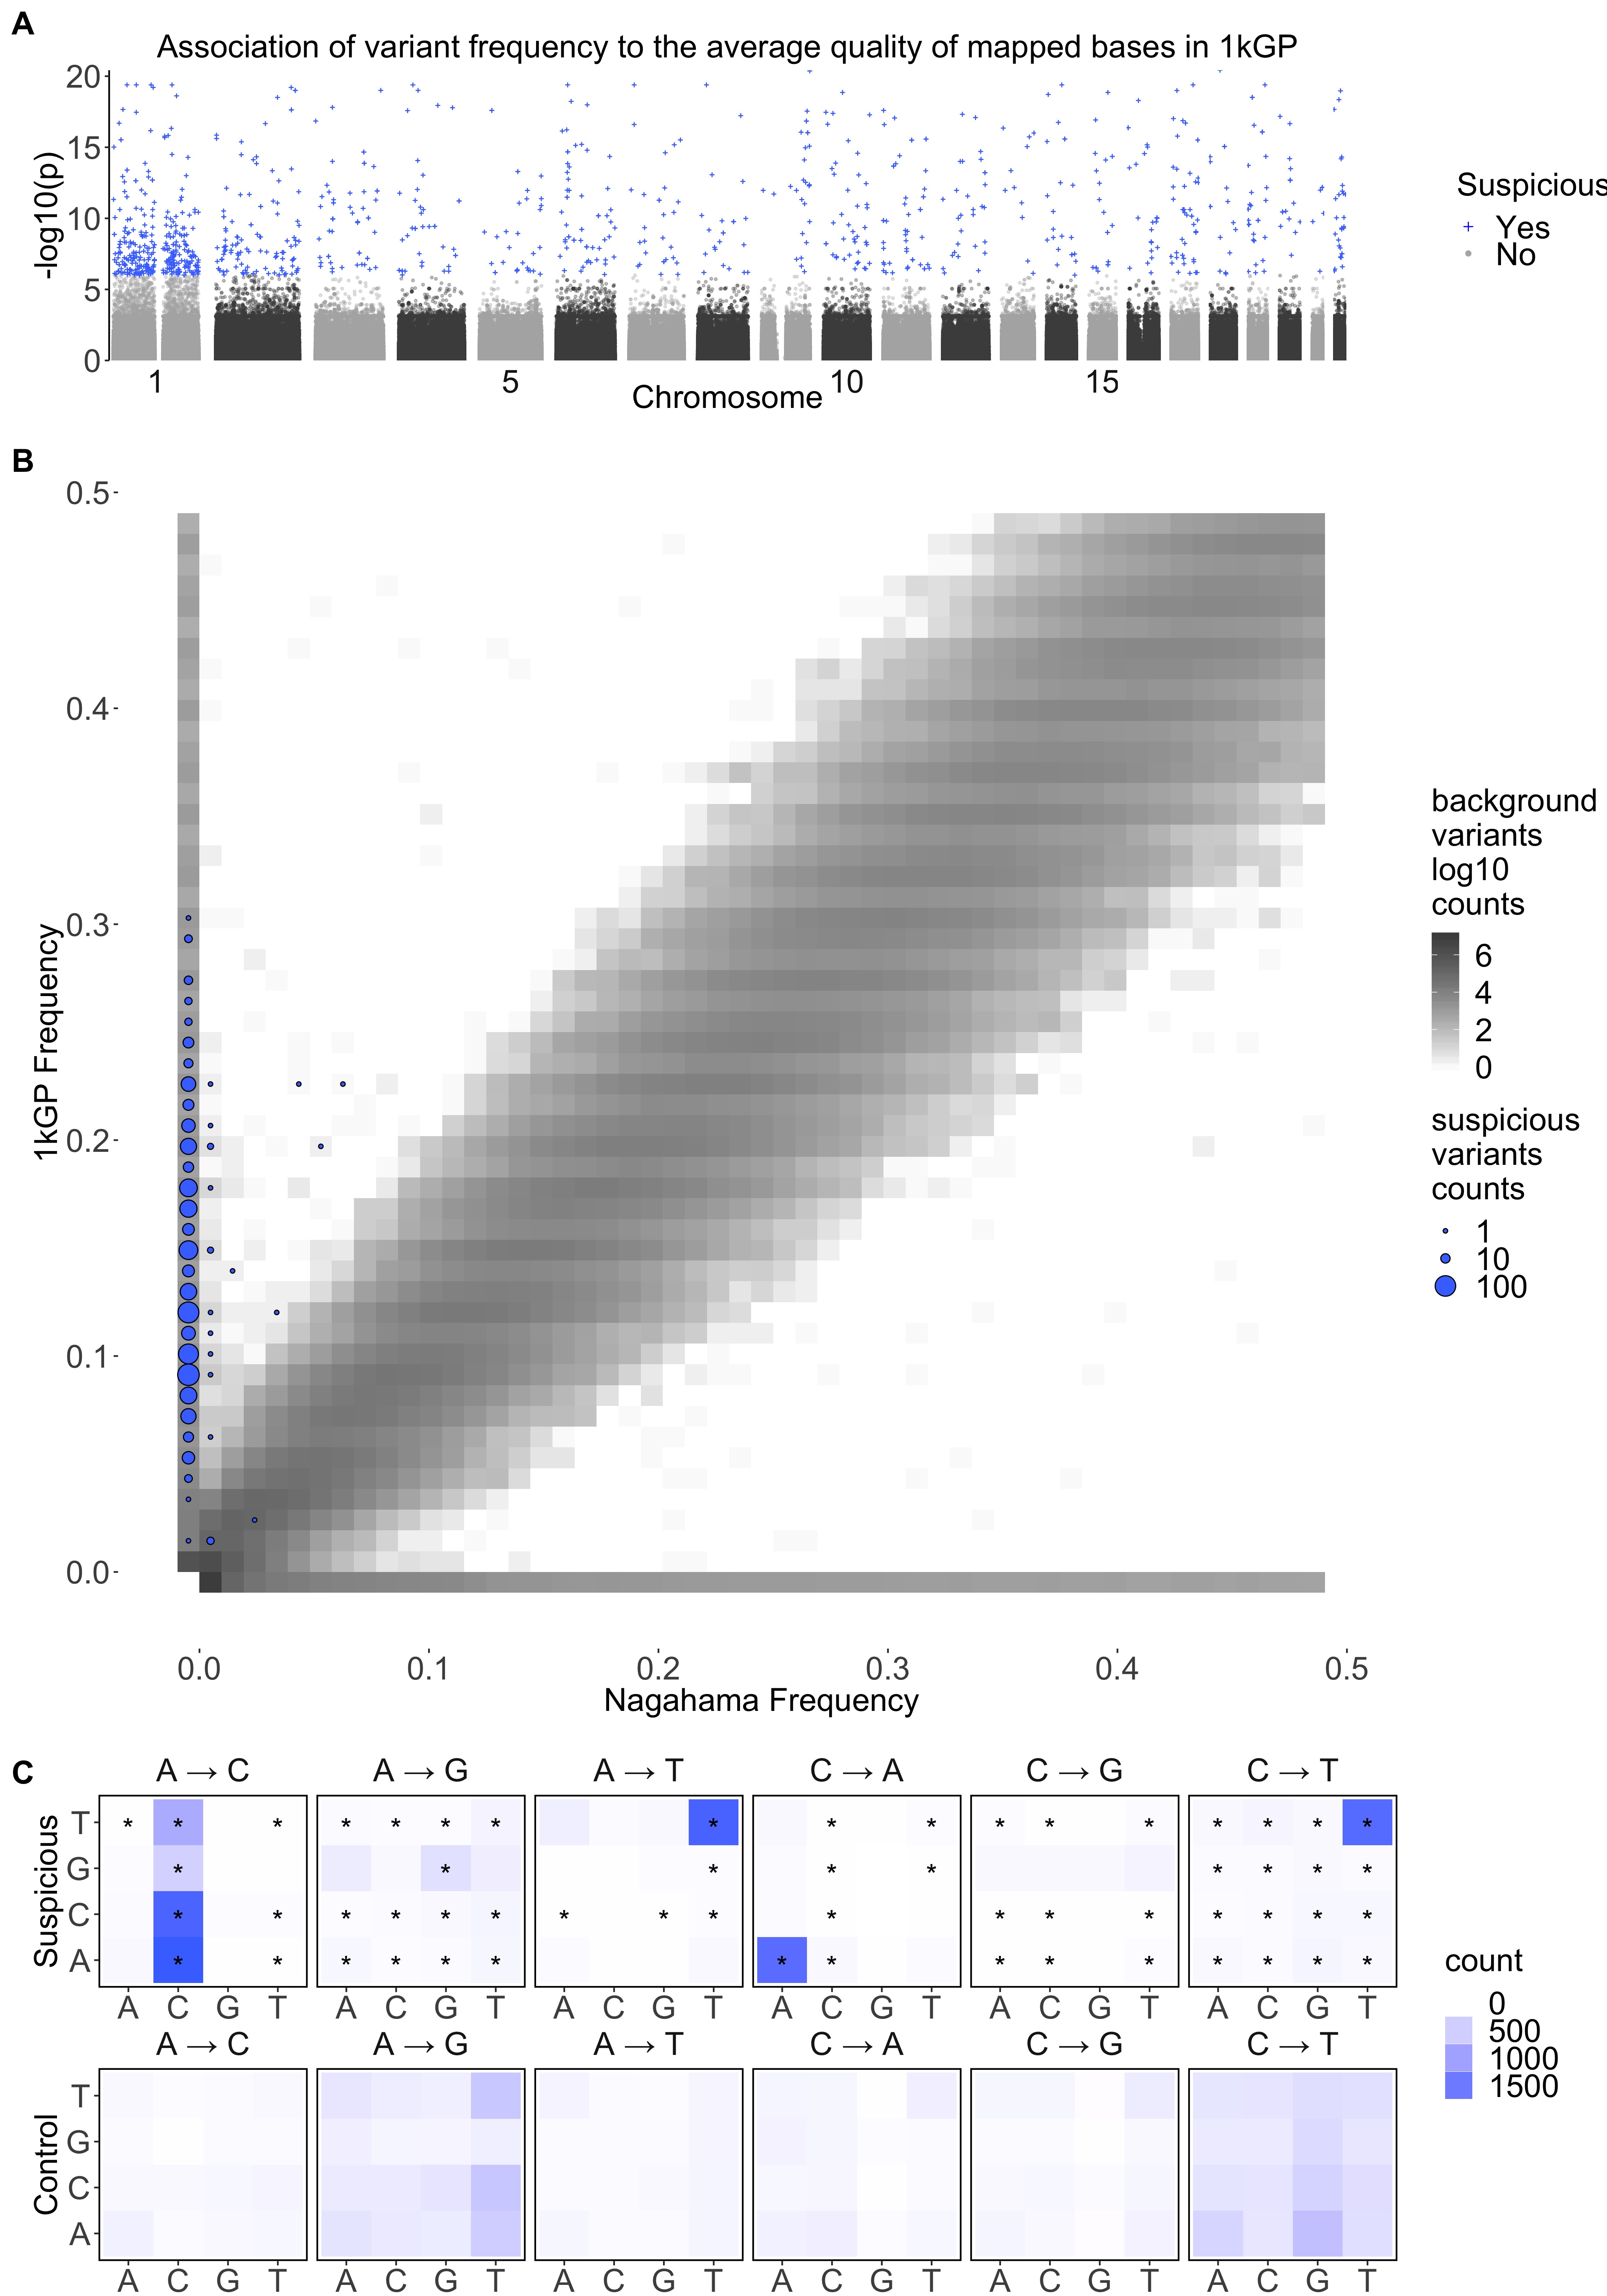 A
Association of variant frequency to the average quality of mapped bases in 1kGP
20
15
10
5
0
-log10(p)
1
5
10
15
Chromosome
Suspicious
Yes
No
B
0.5
0.4
0.3
0.2
0.1
0.0
1kGP Frequency
0.0
0.1
0.2
0.3
0.4
0.5
Nagahama Frequency
background
variants
log10
counts
6
4
2
0
suspicious
variants
counts
1
10
100
C
A → C
A → G
A → T
C → A
C → G
C → T
Suspicious
T
G
C
A
* * *
*
* *
* *
* * * *
*
* * * *
* * * *
*
*
* * *
* *
* *
*
* *
* * *
* * *
* * *
* * * *
* * * *
* * * *
* * * *
A C G T
A C G T
A C G T
A C G T
A C G T
A C G T
A → C
A → G
A → T
C → A
C → G
C → T
Control
T
G
C
A
A C G T
A C G T
A C G T
A C G T
A C G T
A C G T
count
0
500
1000
1500